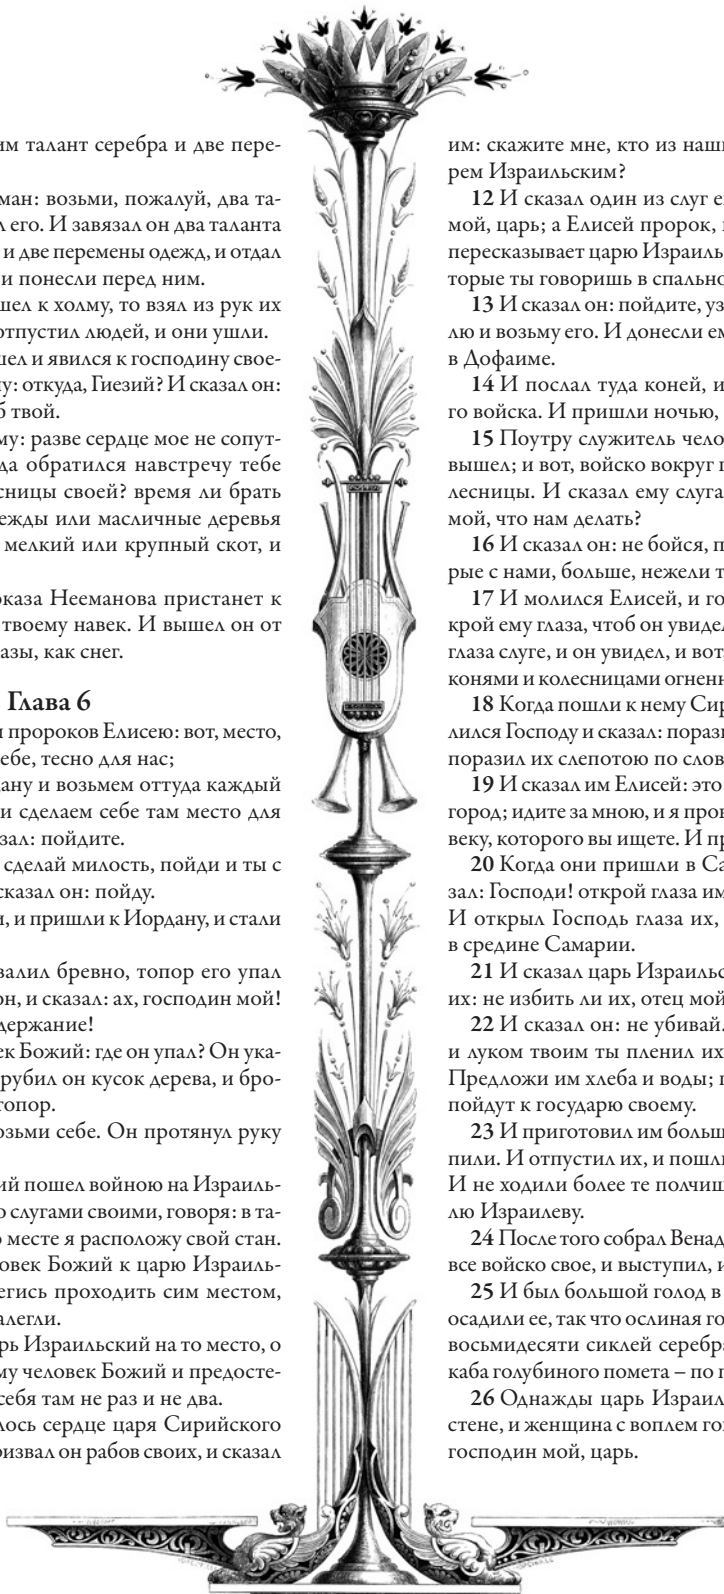 им талант серебра и две пере-
ман: возьми, пожалуй, два та-
л его. И завязал он два таланта
и две перемены одежд, и отдал
и понесли перед ним.
шел к холму, то взял из рук их
отпустил людей, и они ушли.
шел и явился к господину свое-
му: откуда, Гиезий? И сказал он:
б твой.
му: разве сердце мое не сопут-
да обратился навстречу тебе
сницы своей? время ли брать
ежды или масличные деревья
мелкий или крупный скот, и
оказа Неемановa пристанет к
твоему навек. И вышел он от
азы, как снег.
Глава 6
и пророков Елисею: вот, место,
ебе, тесно для нас;
дану и возьмем оттуда каждый
и сделаем себе там место для
зал: пойдите.
сделай милость, пойди и ты с
сказал он: пойду.
и, и пришли к Иордану, и стали
валил бревно, топор его упал
он, и сказал: ах, господин мой!
держание!
ек Божий: где он упал? Он ука-
рубил он кусок дерева, и бро-
топор.
озьми себе. Он протянул руку
ий пошел войною на Израиль-
о слугами своими, говоря: в та-
о месте я расположу свой стан.
овек Божий к царю Израиль-
егись проходить сим местом,
алегли.
рь Израильский на то место, о
му человек Божий и предосте-
себя там не раз и не два.
лось сердце царя Сирийского
ризвал он рабов своих, и сказал
им: скажите мне, кто из наши
рем Израильским?
12 И сказал один из слуг е
мой, царь; а Елисей пророк,
пересказывает царю Израиль
торые ты говоришь в спально
13 И сказал он: пойдите, уз
лю и возьму его. И донесли ем
в Дофаиме.
14 И послал туда коней, и
го войска. И пришли ночью,
15 Поутру служитель чело
вышел; и вот, войско вокруг
лесницы. И сказал ему слуга
мой, что нам делать?
16 И сказал он: не бойся, п
рые с нами, больше, нежели т
17 И молился Елисей, и го
крой ему глаза, чтоб он увидел
глаза слуге, и он увидел, и вот,
конями и колесницами огненн
18 Когда пошли к нему Сир
лился Господу и сказал: порази
поразил их слепотою по слов
19 И сказал им Елисей: это
город; идите за мною, и я пров
веку, которого вы ищете. И пр
20 Когда они пришли в Са
зал: Господи! открой глаза им
И открыл Господь глаза их,
в средине Самарии.
21 И сказал царь Израильс
их: не избить ли их, отец мой
22 И сказал он: не убивай.
и луком твоим ты пленил их
Предложи им хлеба и воды; п
пойдут к государю своему.
23 И приготовил им больш
пили. И отпустил их, и пошли
И не ходили более те полчищ
лю Израилеву.
24 После того собрал Венад
все войско свое, и выступил, и
25 И был большой голод в
осадили ее, так что ослиная го
восьмидесяти сиклей серебра
каба голубиного помета – по п
26 Однажды царь Израил
стене, и женщина с воплем гов
господин мой, царь.